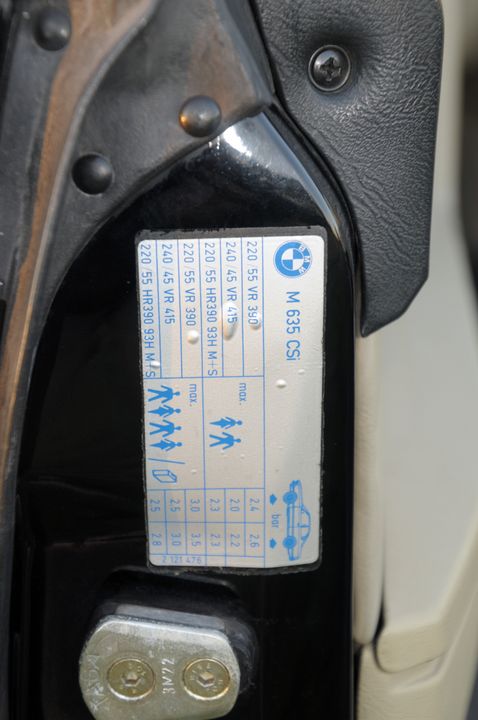 BMW
M 635 CSi
bar
220/55 VR 390 2.4 2.6
240/45 VR 415 max. 2.0 2.2
220/55 HR390 93H M+S 2.3 2.3
220/55 VR 390 max. 3.0 3.5
240/45 VR 415 2.5 3.0
220/55 HR390 93H M+S / 2.5 2.8
2 121 476